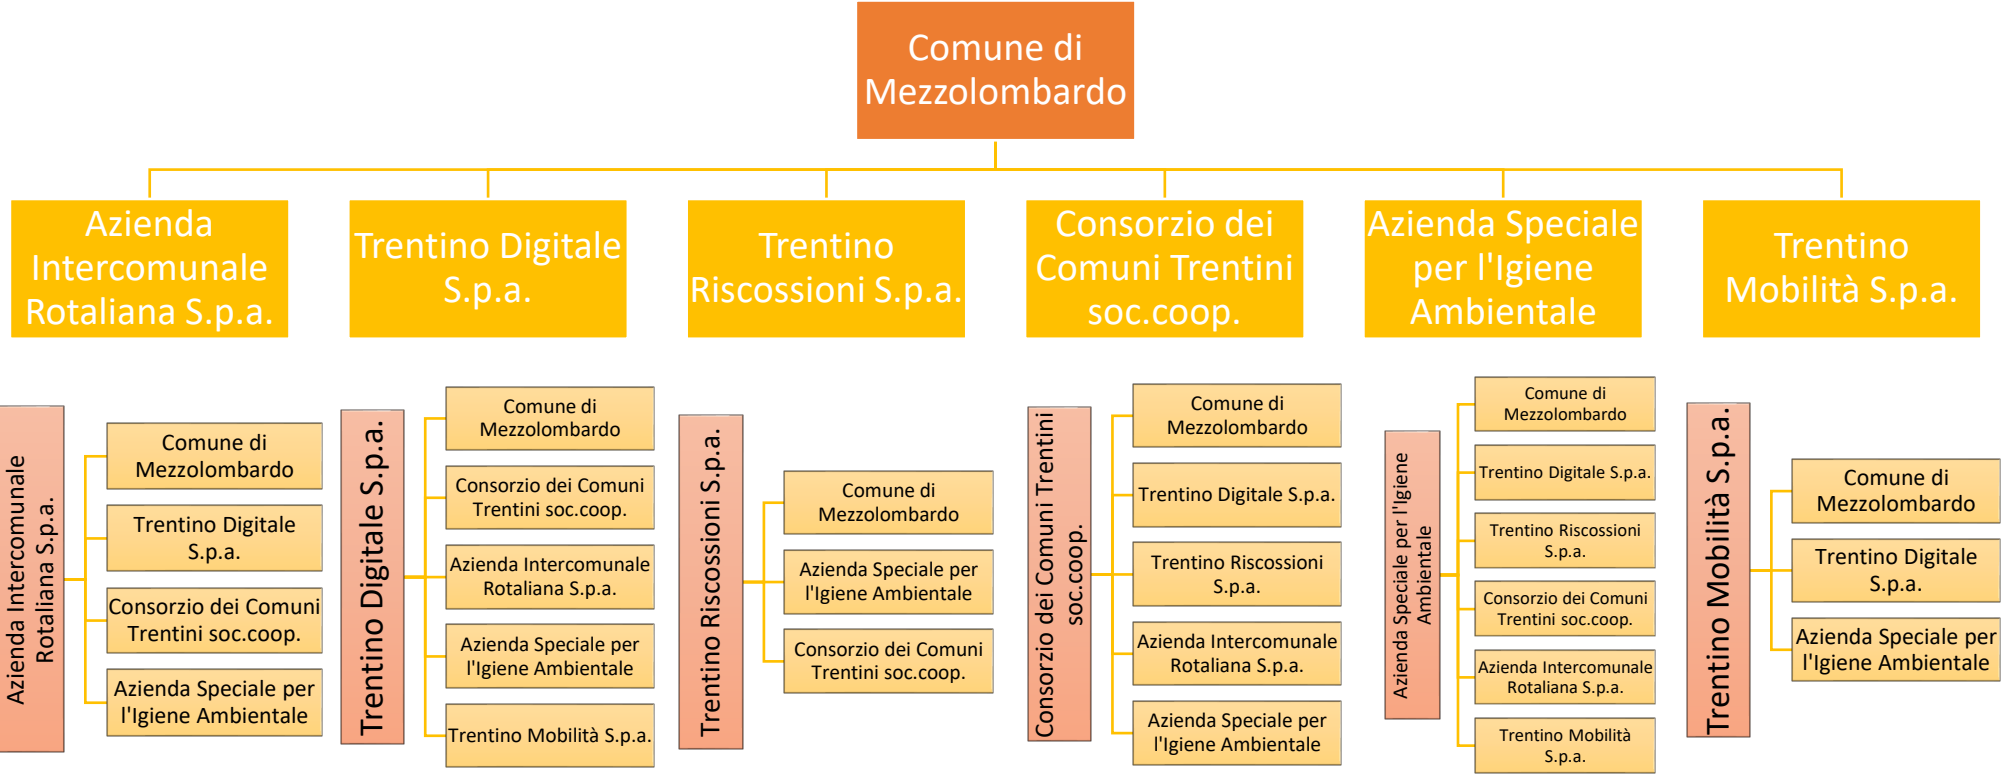 Comune di
Mezzolombardo
Azienda
Intercomunale
Rotaliana S.p.a.
Trentino Digitale
S.p.a.
Trentino
Riscossioni S.p.a.
Consorzio dei
Comuni Trentini
soc.coop.
Azienda Speciale
per l'Igiene
Ambientale
Trentino
Mobilità S.p.a.
Azienda Intercomunale
Rotaliana S.p.a.
Comune di
Mezzolombardo
Trentino Digitale
S.p.a.
Consorzio dei Comuni
Trentini soc.coop.
Azienda Speciale per
l'Igiene Ambientale
Trentino Digitale S.p.a.
Comune di
Mezzolombardo
Consorzio dei Comuni
Trentini soc.coop.
Azienda Intercomunale
Rotaliana S.p.a.
Azienda Speciale per
l'Igiene Ambientale
Trentino Mobilità S.p.a.
Trentino Riscossioni S.p.a.
Comune di
Mezzolombardo
Azienda Speciale per
l'Igiene Ambientale
Consorzio dei Comuni
Trentini soc.coop.
Consorzio dei Comuni Trentini
soc.coop.
Comune di
Mezzolombardo
Trentino Digitale S.p.a.
Trentino Riscossioni
S.p.a.
Azienda Intercomunale
Rotaliana S.p.a.
Azienda Speciale per
l'Igiene Ambientale
Azienda Speciale per l'Igiene
Ambientale
Comune di
Mezzolombardo
Trentino Digitale S.p.a.
Trentino Riscossioni
S.p.a.
Consorzio dei Comuni
Trentini soc.coop.
Azienda Intercomunale
Rotaliana S.p.a.
Trentino Mobilità
S.p.a.
Trentino Mobilità S.p.a.
Comune di
Mezzolombardo
Trentino Digitale
S.p.a.
Azienda Speciale per
l'Igiene Ambientale